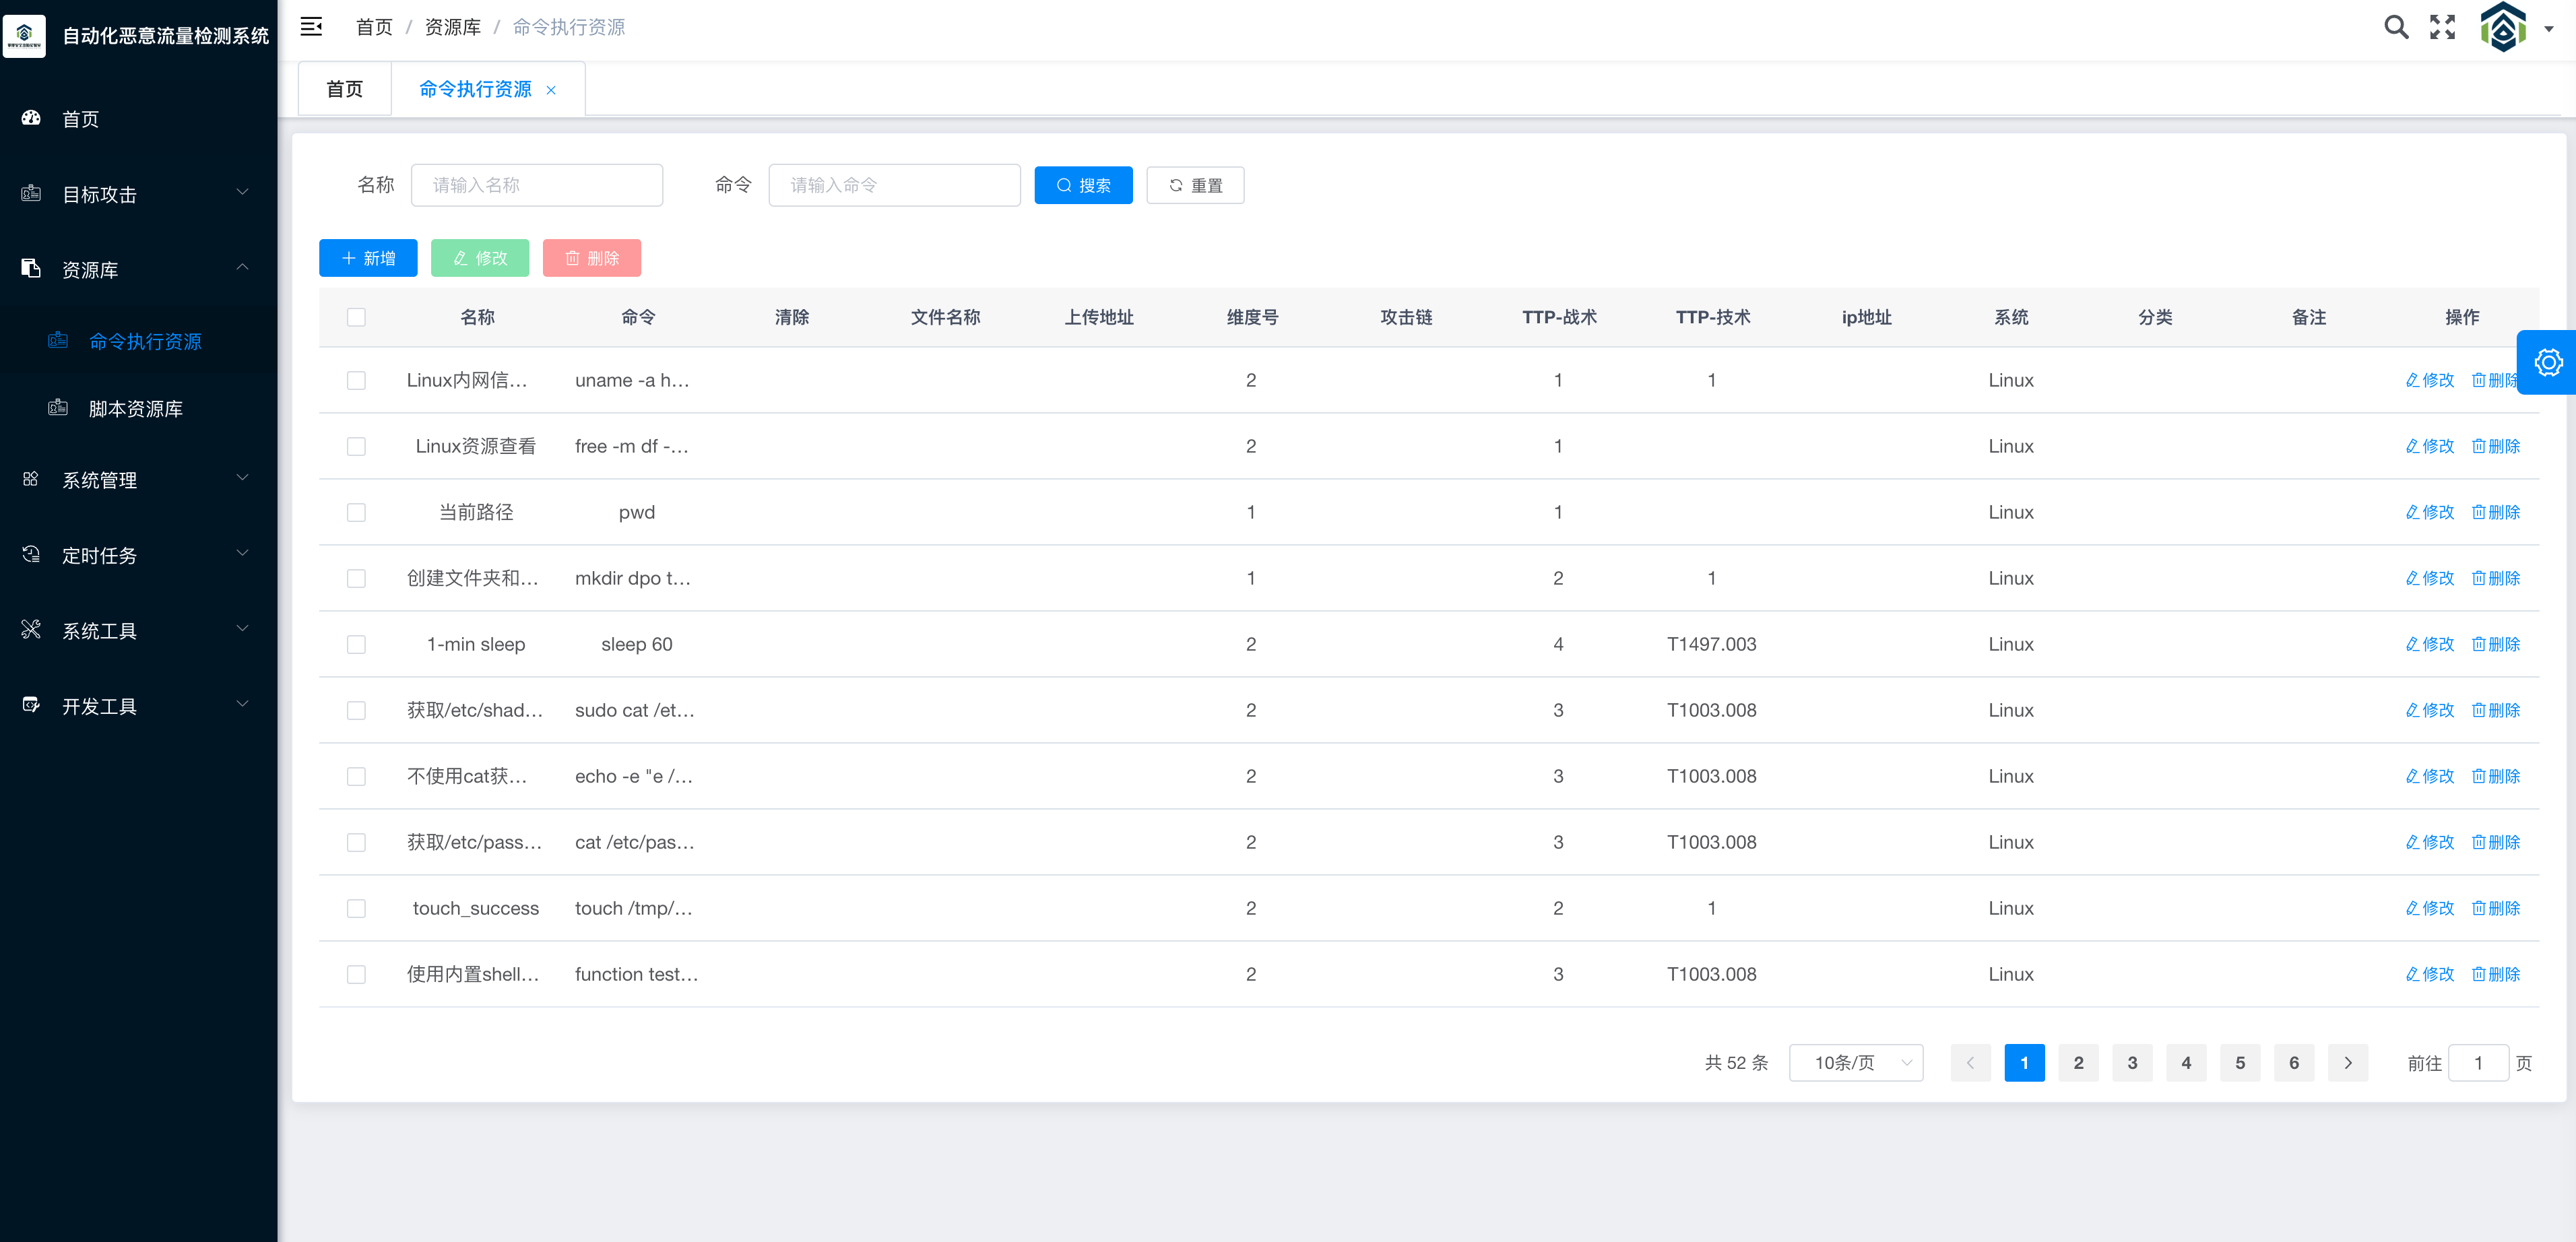 自动化恶意流量检测系统
首页
目标攻击
资源库
命令执行资源
脚本资源库
系统管理
定时任务
系统工具
开发工具
首页 / 资源库 / 命令执行资源
首页 命令执行资源 ×
名称 请输入名称 命令 请输入命令 搜索 重置
新增 修改 删除
名称 命令 清除 文件名称 上传地址 维度号 攻击链 TTP-战术 TTP-技术 ip地址 系统 分类 备注 操作
Linux内网信... uname -a h... 2 1 1 Linux 修改 删除
Linux资源查看 free -m df -... 2 1 Linux 修改 删除
当前路径 pwd 1 1 Linux 修改 删除
创建文件夹和... mkdir dpo t... 1 2 1 Linux 修改 删除
1-min sleep sleep 60 2 4 T1497.003 Linux 修改 删除
获取/etc/shad... sudo cat /et... 2 3 T1003.008 Linux 修改 删除
不使用cat获... echo -e "e /... 2 3 T1003.008 Linux 修改 删除
获取/etc/pass... cat /etc/pas... 2 3 T1003.008 Linux 修改 删除
touch_success touch /tmp/... 2 2 1 Linux 修改 删除
使用内置shell... function test... 2 3 T1003.008 Linux 修改 删除
共 52 条 10条/页 1 2 3 4 5 6 前往 1 页